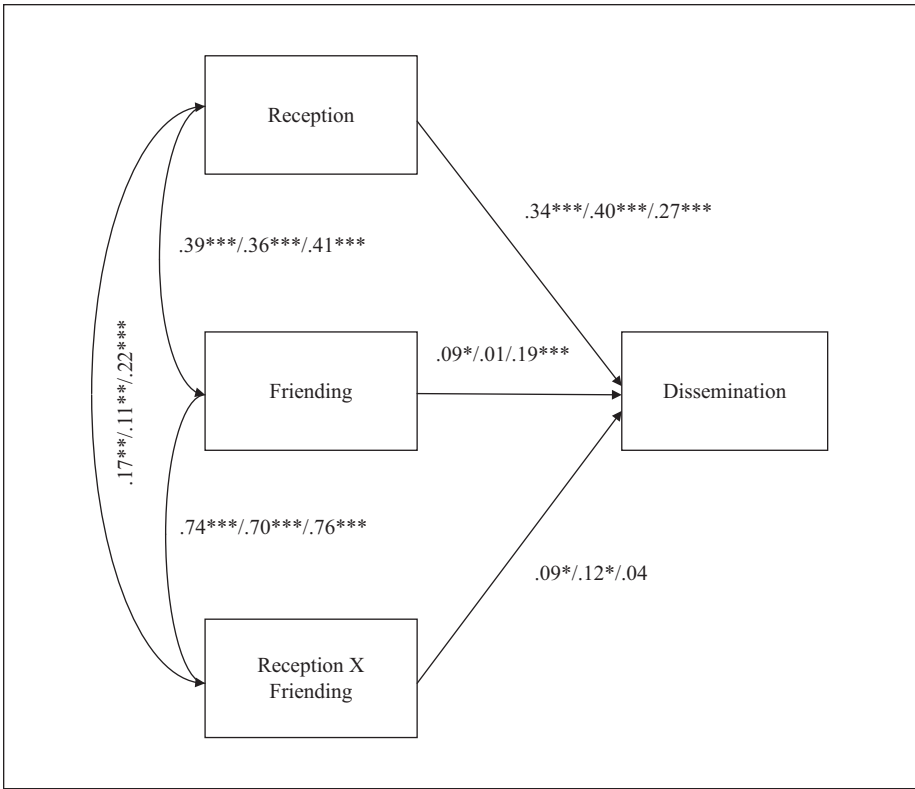 Reception
.34***/.40***/.27***
.39***/.36***/.41***
.17**/.11**/.22***
.09*/.01/.19***
Friending
Dissemination
.74***/.70***/.76***
.09*/.12*/.04
Reception X
Friending